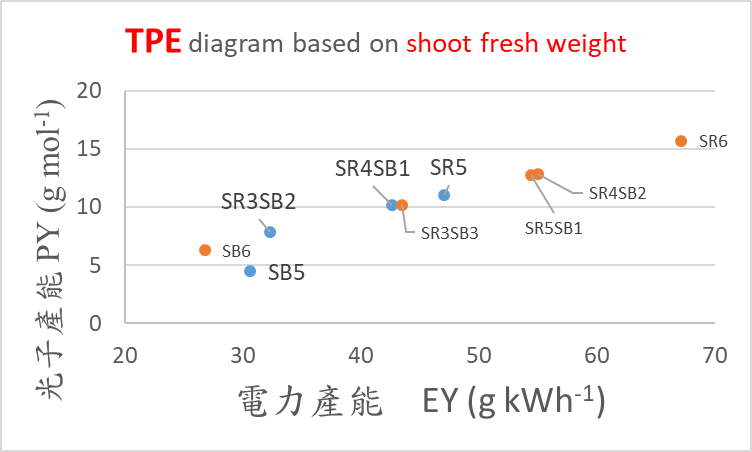 TPE diagram based on shoot fresh weight
光子產能 PY (g mol-1)
20
15
10
5
0
SR6
SR4SB1
SR5
SR4SB2
SR3SB2
SR5SB1
SR3SB3
SB6
SB5
20 30 40 50 60 70
電力產能 EY (g kWh-1)